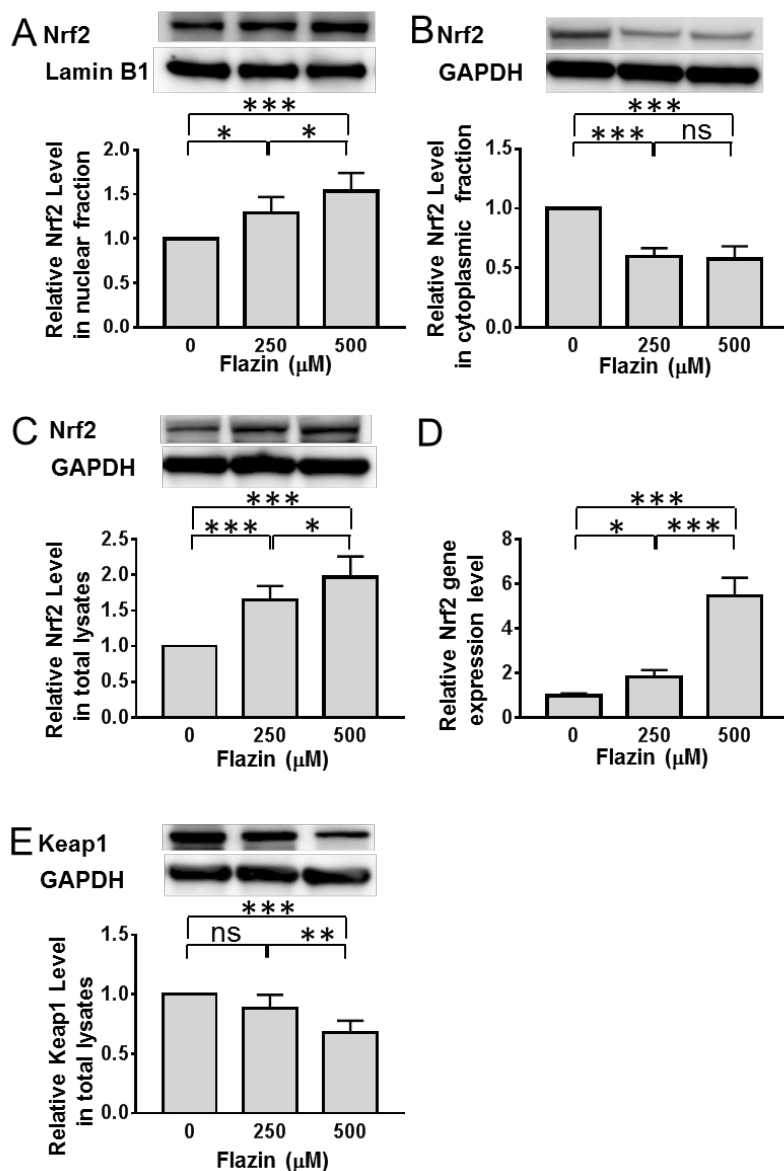 A Nrf2
Lamin B1
***
* *
Relative Nrf2 Level
in nuclear fraction
2.0
1.5
1.0
0.5
0.0
0 250 500
Flazin (μM)
B Nrf2
GAPDH
***
*** ns
Relative Nrf2 Level
in cytoplasmic fraction
1.5
1.0
0.5
0.0
0 250 500
Flazin (μM)
C Nrf2
GAPDH
***
*** *
Relative Nrf2 Level
in total lysates
2.5
2.0
1.5
1.0
0.5
0.0
0 250 500
Flazin (μM)
D
***
* ***
Relative Nrf2 gene
expression level
8
6
4
2
0
0 250 500
Flazin (μM)
E Keap1
GAPDH
***
ns **
Relative Keap1 Level
in total lysates
1.5
1.0
0.5
0.0
0 250 500
Flazin (μM)